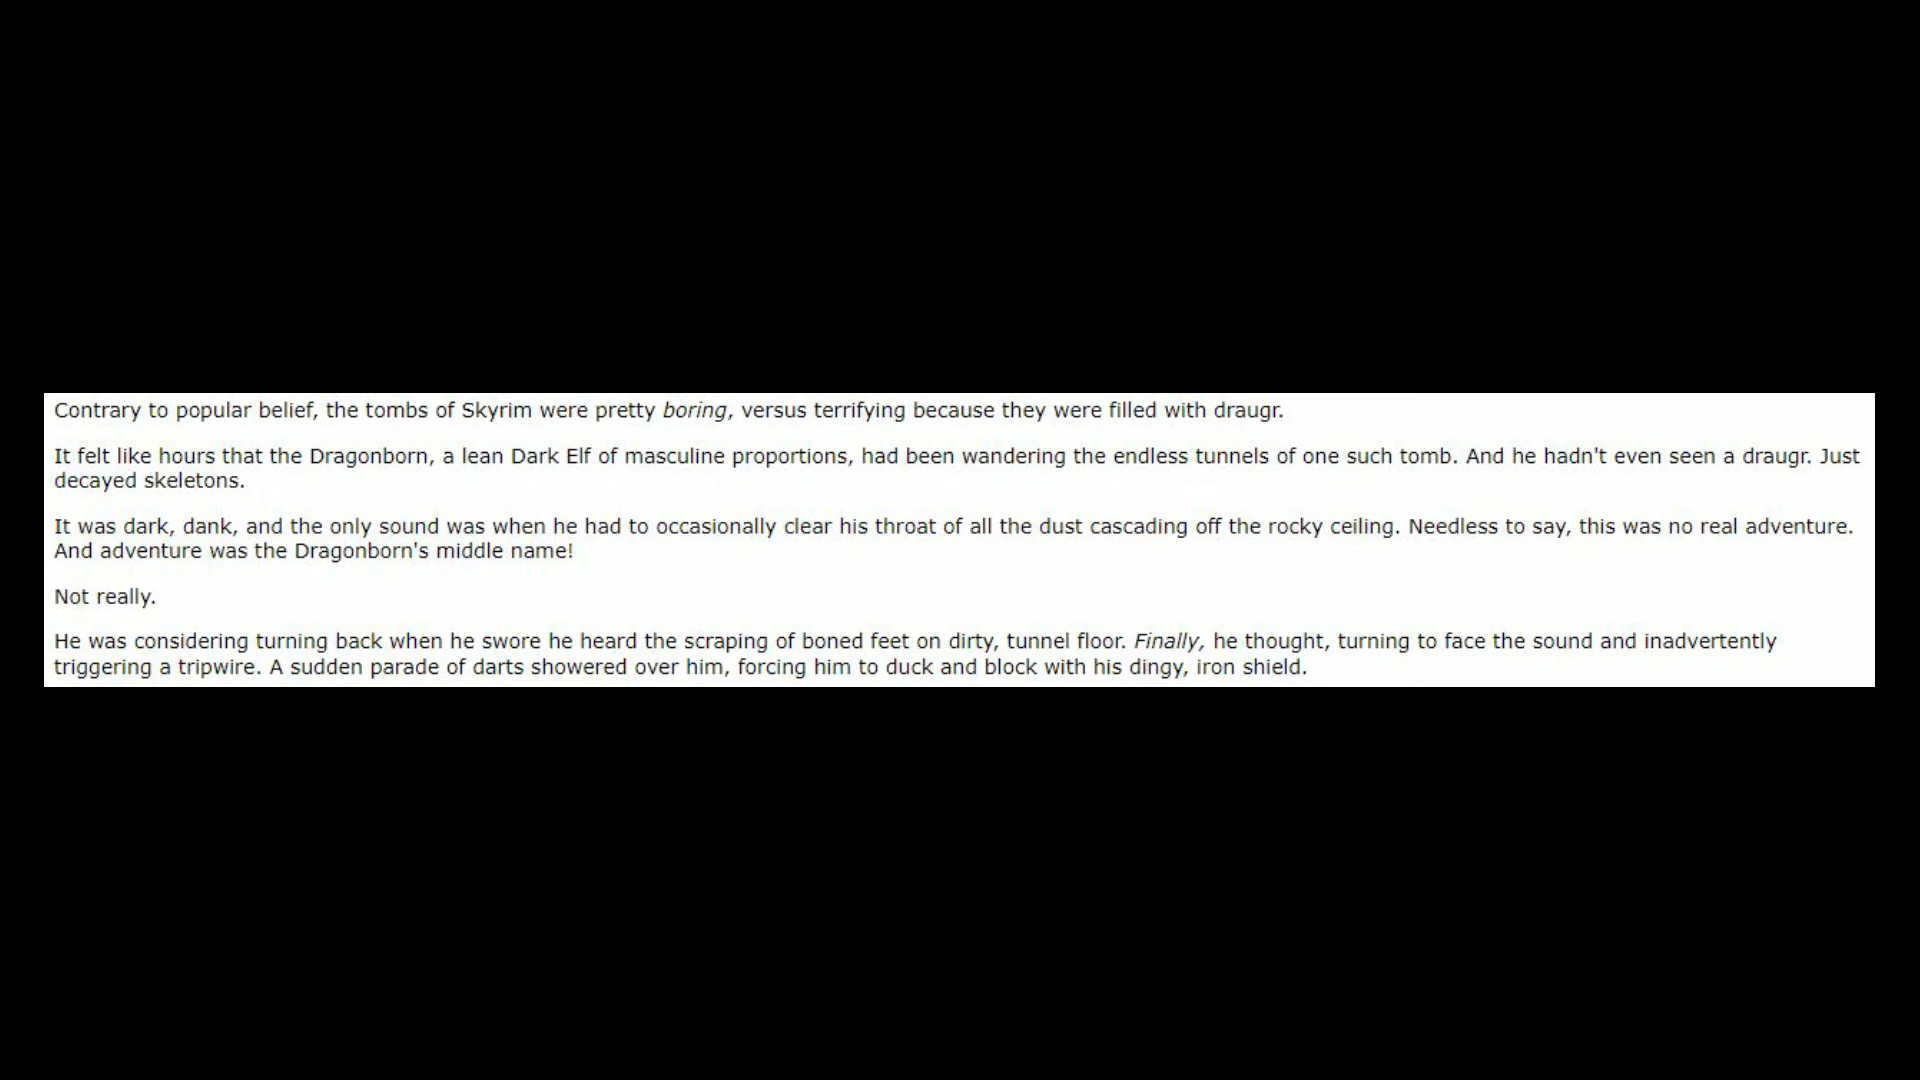 Contrary to popular belief, the tombs of Skyrim were pretty boring, versus terrifying because they were filled with draugr.
It felt like hours that the Dragonborn, a lean Dark Elf of masculine proportions, had been wandering the endless tunnels of one such tomb. And he hadn't even seen a draugr. Just
decayed skeletons.
It was dark, dank, and the only sound was when he had to occasionally clear his throat of all the dust cascading off the rocky ceiling. Needless to say, this was no real adventure.
And adventure was the Dragonborn's middle name!
Not really.
He was considering turning back when he swore he heard the scraping of boned feet on dirty, tunnel floor. Finally, he thought, turning to face the sound and inadvertently
triggering a tripwire. A sudden parade of darts showered over him, forcing him to duck and block with his dingy, iron shield.